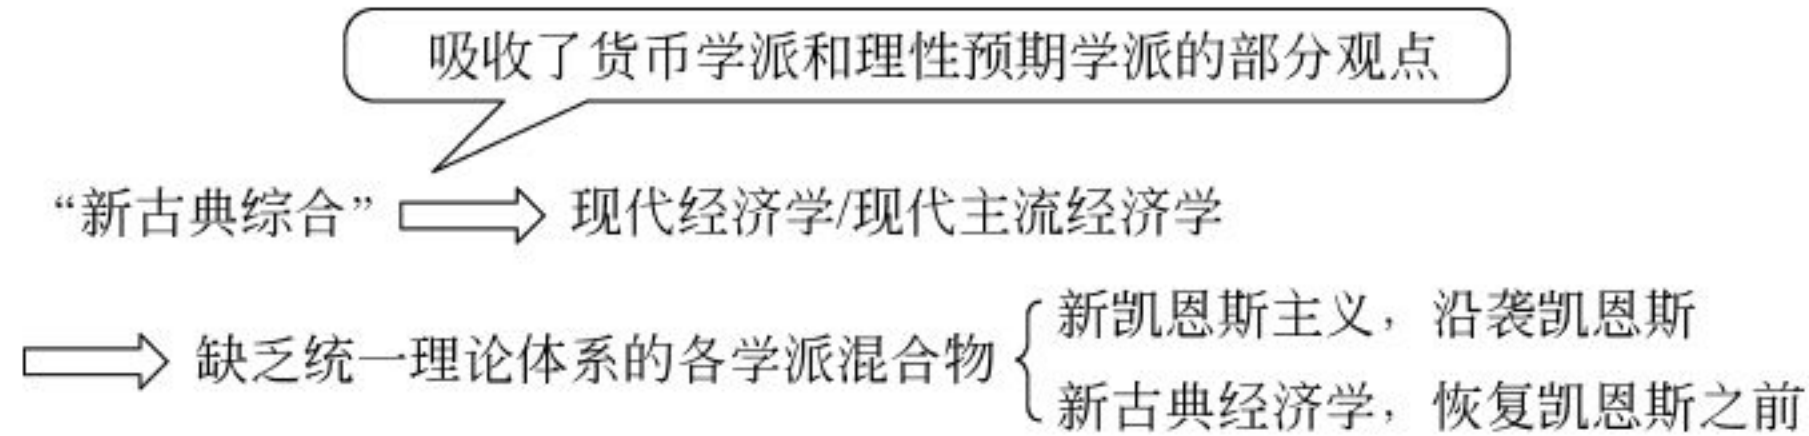 吸收了货币学派和理性预期学派的部分观点
“新古典综合” 现代经济学/现代主流经济学
缺乏统一理论体系的各学派混合物
新凯恩斯主义，沿袭凯恩斯
新古典经济学，恢复凯恩斯之前